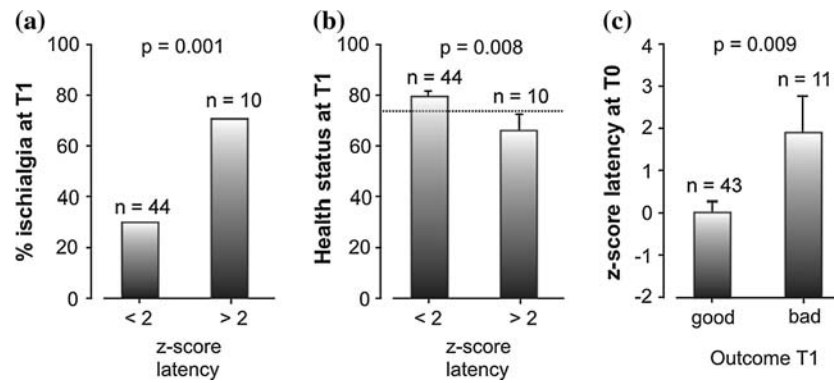 (a)
% ischialgia at T1
100
80
60
40
20
0
p = 0.001
n = 44
n = 10
< 2
> 2
z-score
latency
(b)
Health status at T1
100
80
60
40
20
0
p = 0.008
n = 44
n = 10
< 2
> 2
z-score
latency
(c)
z-score latency at T0
4
3
2
1
0
-1
-2
p = 0.009
n = 43
n = 11
good
bad
Outcome T1